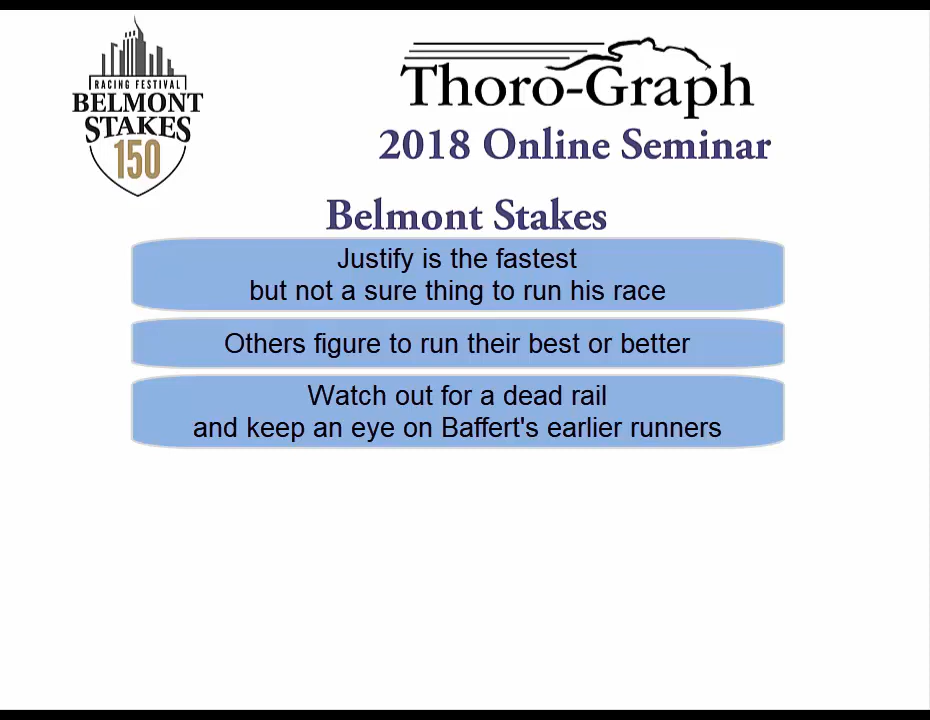 RACING FESTIVAL
BELMONT
STAKES
150
Thoro-Graph
2018 Online Seminar
Belmont Stakes
Justify is the fastest
but not a sure thing to run his race
Others figure to run their best or better
Watch out for a dead rail
and keep an eye on Baffert's earlier runners